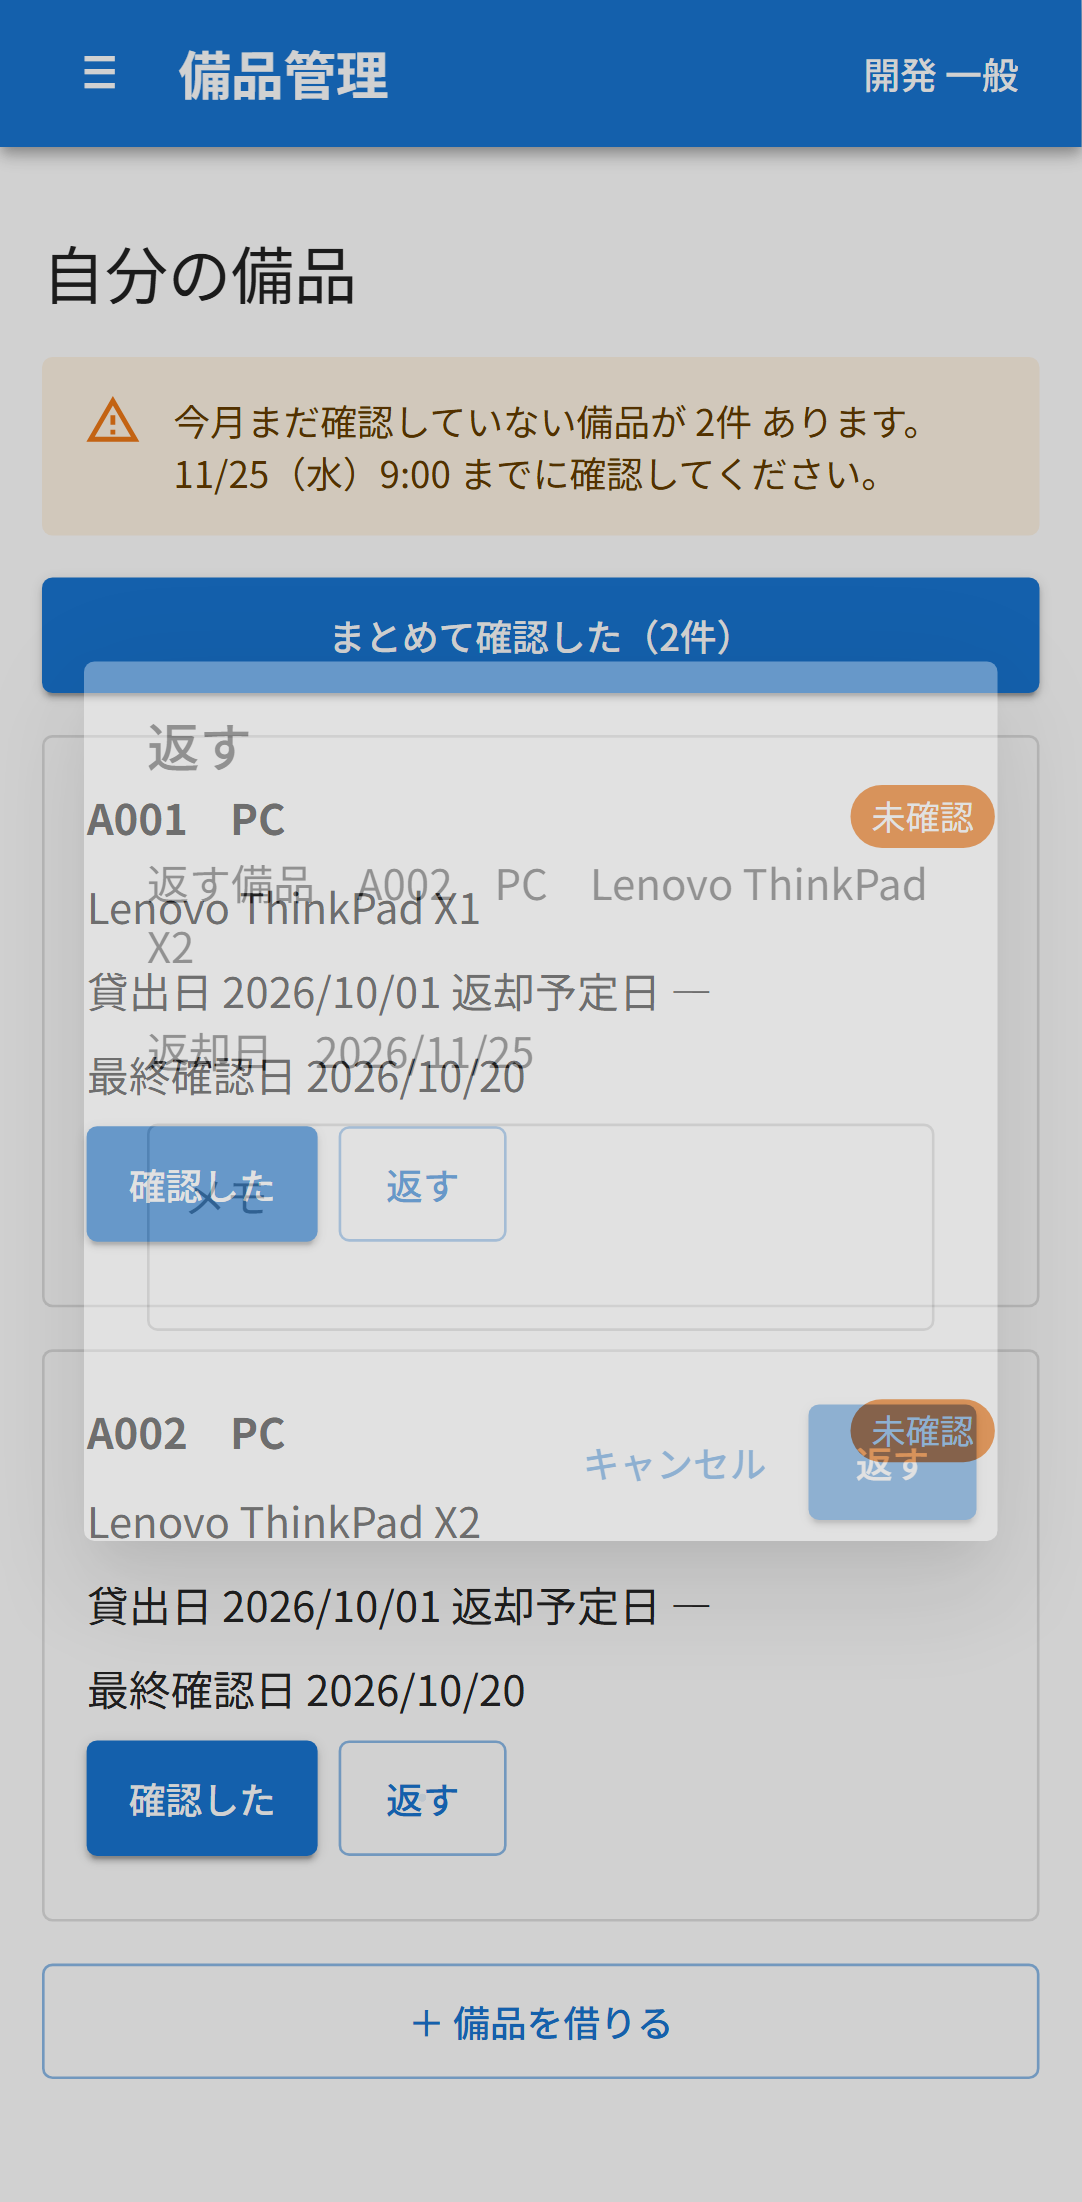 備品管理
開発 一般
自分の備品
今月まだ確認していない備品が 2件 あります。
11/25（水）9:00 までに確認してください。
まとめて確認した（2件）
返す
A001 PC
未確認
返す備品 A002 PC Lenovo ThinkPad
X2
Lenovo ThinkPad X1
貸出日 2026/10/01 返却予定日 —
返却日 2026/11/25
最終確認日 2026/10/20
確認した
返す
メモ
A002 PC
未確認
キャンセル
返す
Lenovo ThinkPad X2
貸出日 2026/10/01 返却予定日 —
最終確認日 2026/10/20
確認した
返す
＋ 備品を借りる